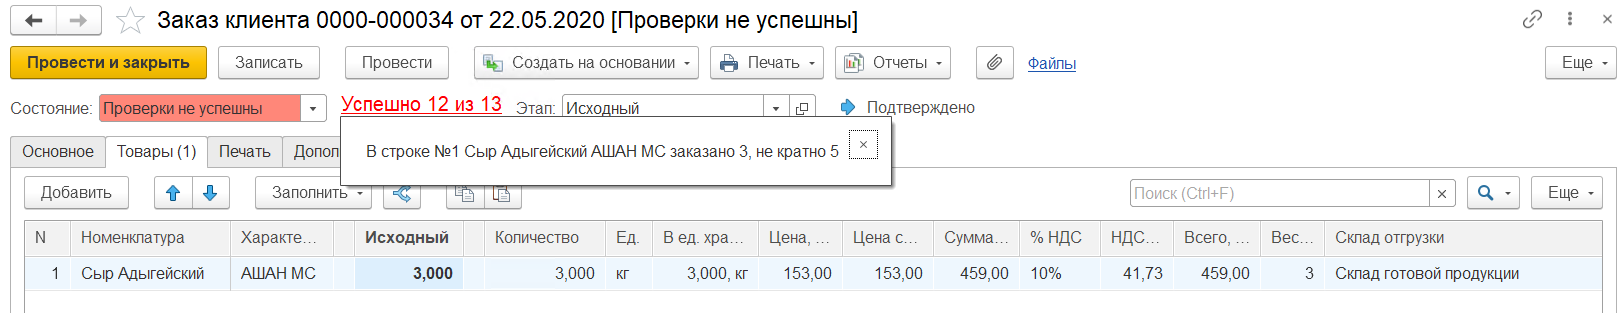 Заказ клиента 0000-000034 от 22.05.2020 [Проверки не успешны]
Провести и закрыть Записать Провести Создать на основании Печать Отчеты Файлы Еще
Состояние: Проверки не успешны Успешно 12 из 13 Этап: Исходный Подтверждено
В строке №1 Сыр Адыгейский АШАН МС заказано 3, не кратно 5
Основное Товары (1) Печать Допол
Добавить Заполнить Поиск (Ctrl+F) Еще
N Номенклатура Характе... Исходный Количество Ед. В ед. хра... Цена, ... Цена с... Сумма... % НДС НДС... Всего, ... Вес... Склад отгрузки
1 Сыр Адыгейский АШАН МС 3,000 3,000 кг 3,000, кг 153,00 153,00 459,00 10% 41,73 459,00 3 Склад готовой продукции